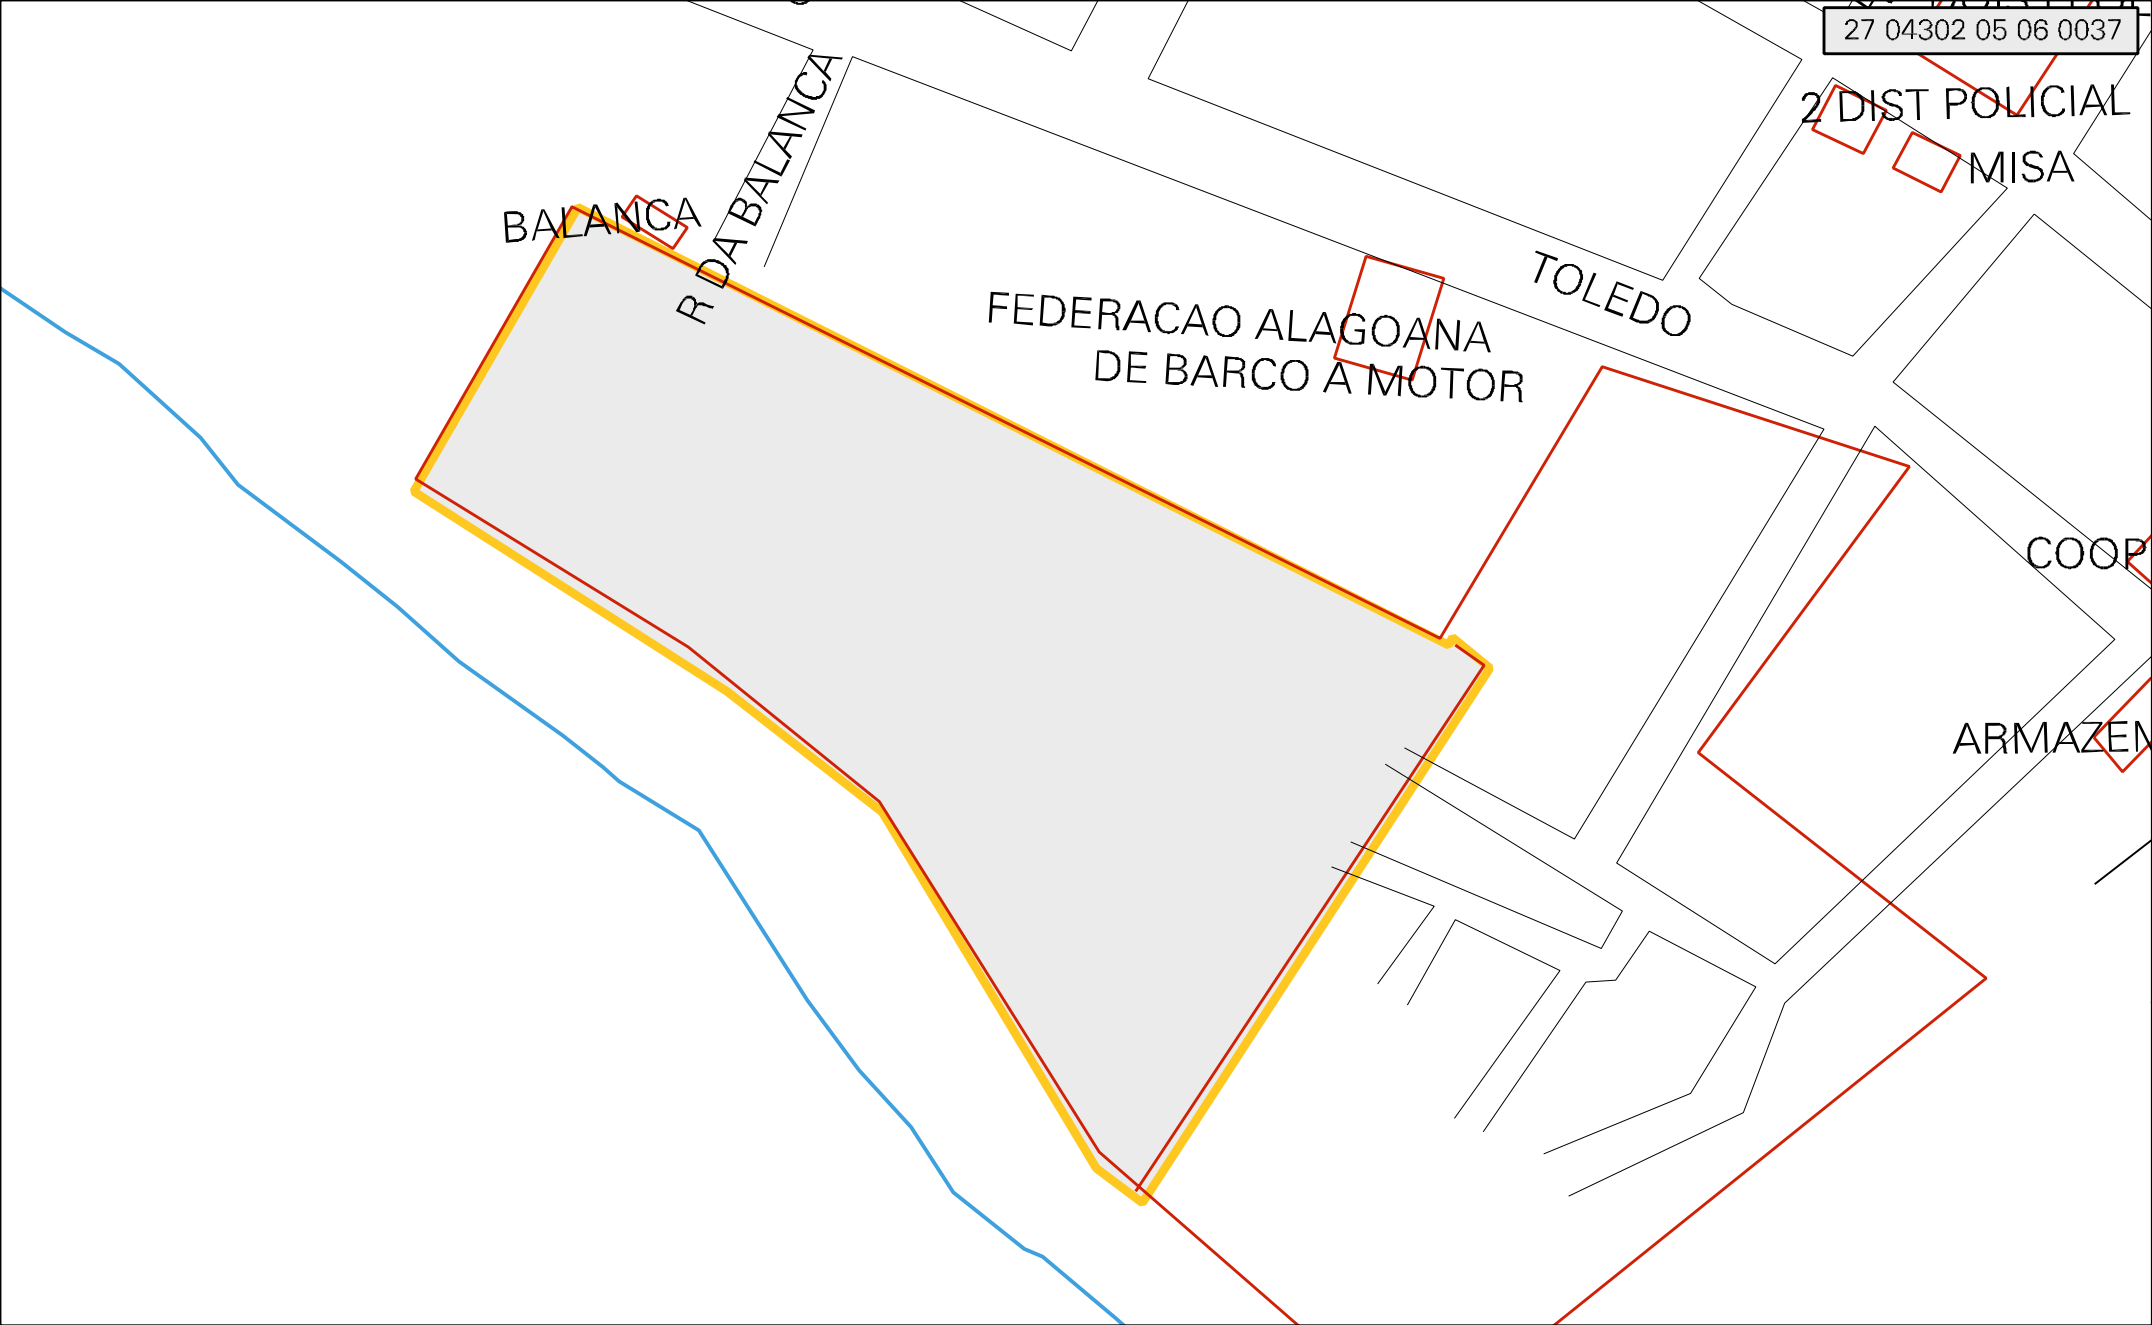 27 04302 05 06 0037
2 DIST POLICIAL
MISA
R DA BALANCA
BALANCA
TOLEDO
FEDERACAO ALAGOANA
DE BARCO A MOTOR
COOP
ARMAZEM